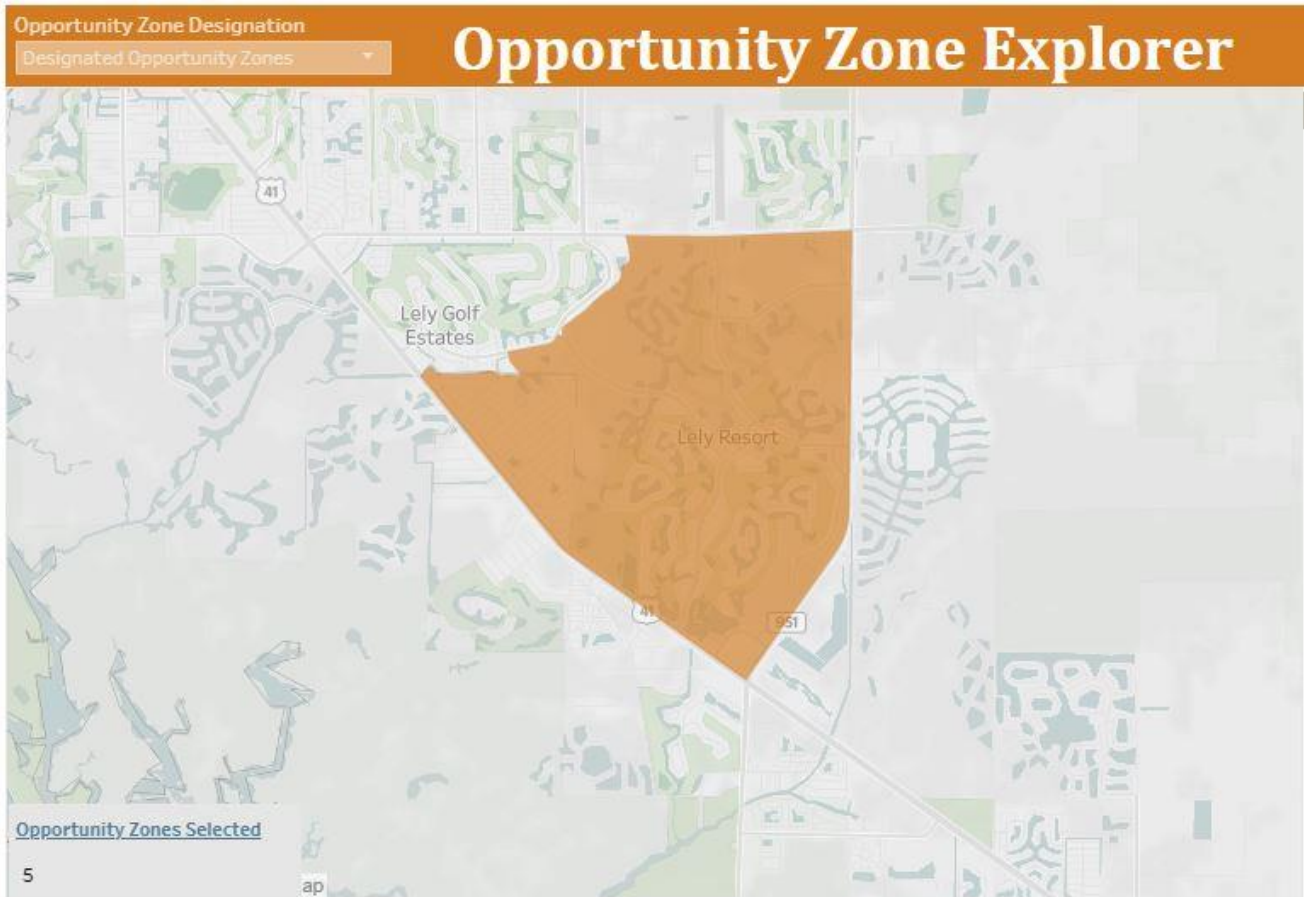 Opportunity Zone Designation
Designated Opportunity Zones
Opportunity Zone Explorer
41
Lely Golf
Estates
Lely Resort
41
951
Opportunity Zones Selected
5
ap